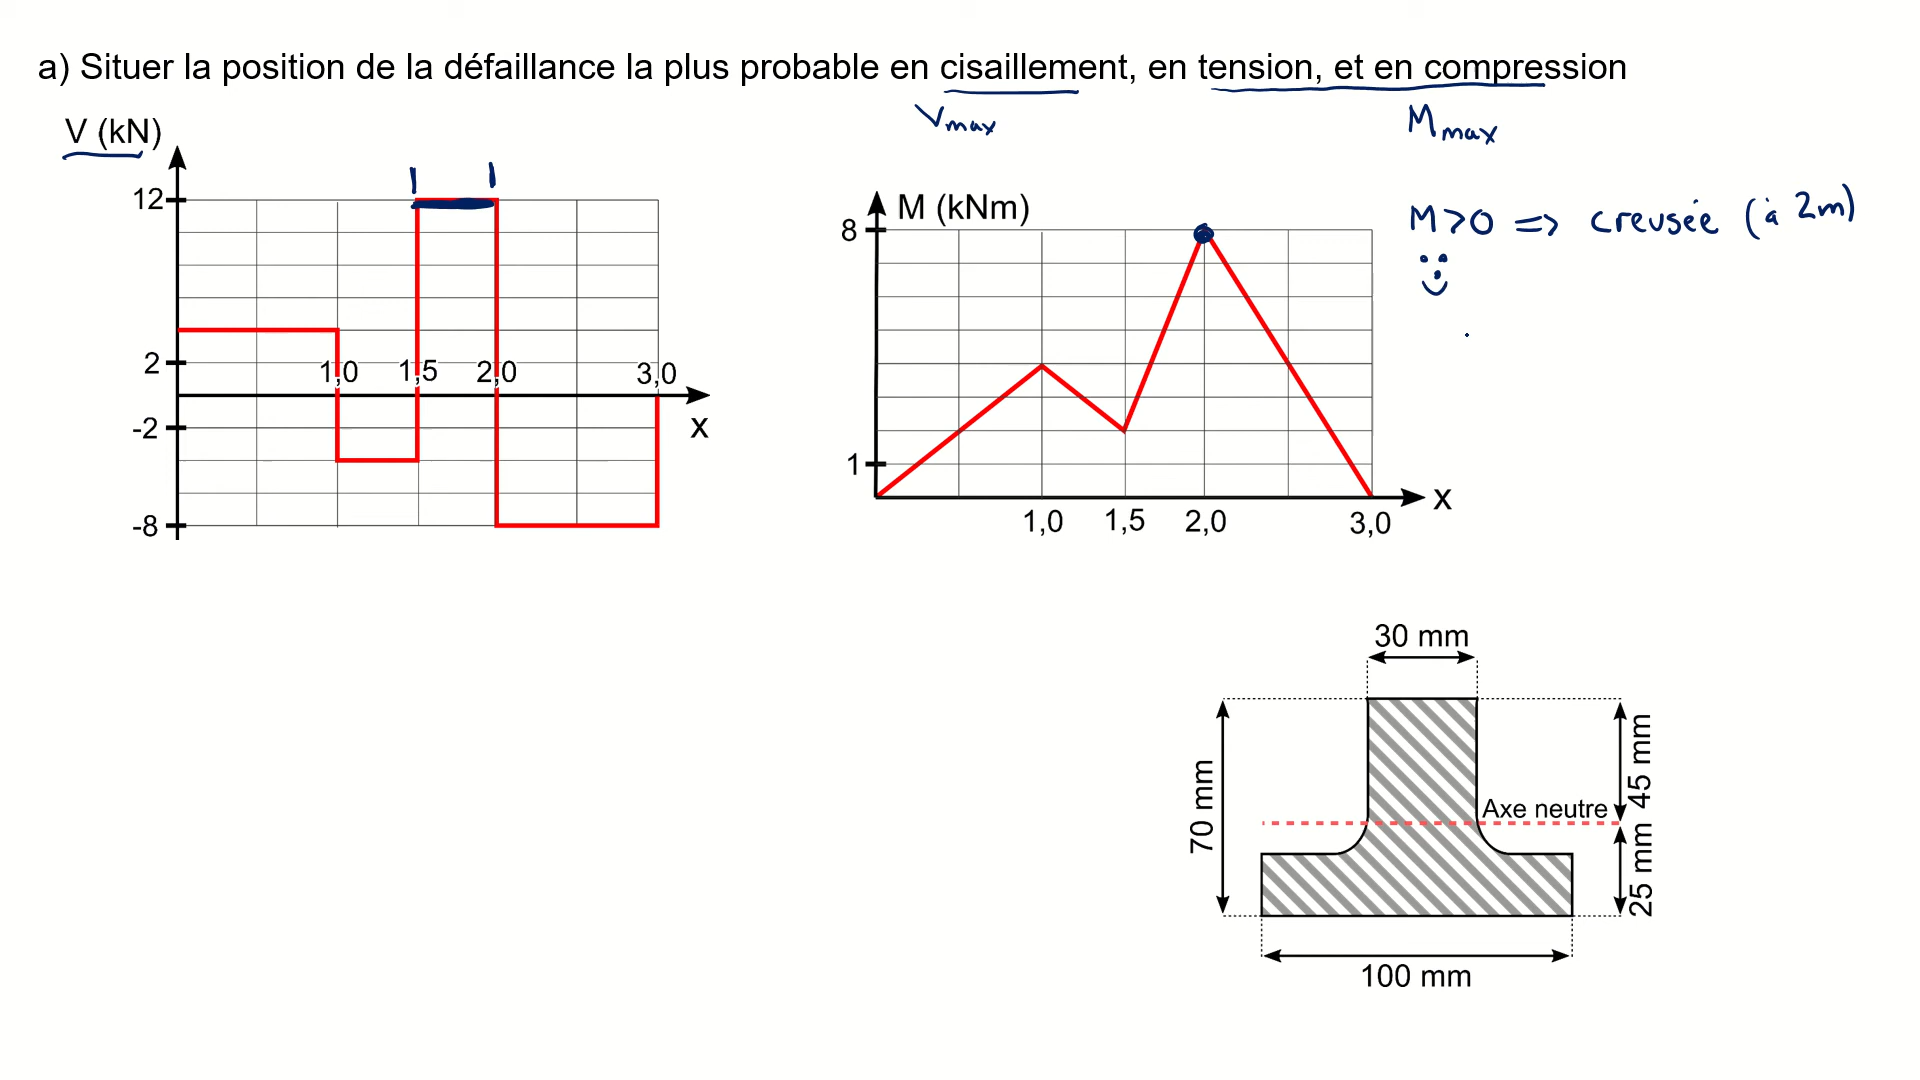 a) Situer la position de la défaillance la plus probable en cisaillement, en tension, et en compression
Vmax
Mmax
V (kN)
12
2
-2
-8
1,0
1,5
2,0
3,0
x
M (kNm)
8
1
1,0
1,5
2,0
3,0
x
M>0 => creusée (à 2m)
30 mm
70 mm
45 mm
Axe neutre
25 mm
100 mm